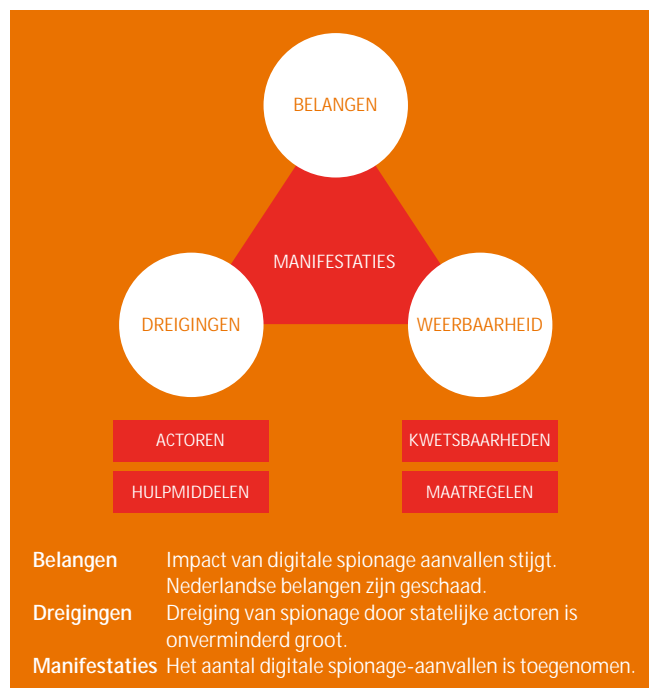 BELANGEN
MANIFESTATIES
DREIGINGEN
WEERBAARHEID
ACTOREN
KWETSBAARHEDEN
HULPMIDDELEN
MAATREGELEN
Belangen Impact van digitale spionage aanvallen stijgt.
Nederlandse belangen zijn geschaad.
Dreigingen Dreiging van spionage door statelijke actoren is
onverminderd groot.
Manifestaties Het aantal digitale spionage-aanvallen is toegenomen.